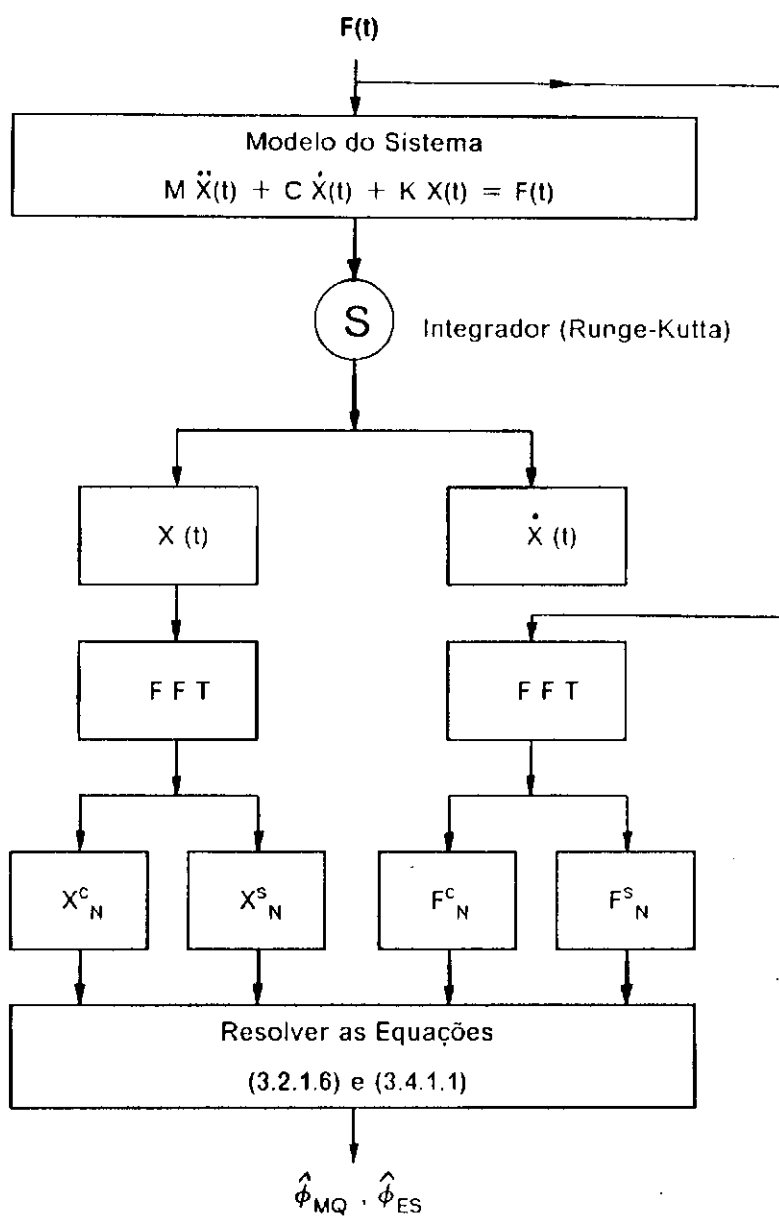 F(t)
Modelo do Sistema
M Ẍ(t) + C Ẋ(t) + K X(t) = F(t)
S
Integrador (Runge-Kutta)
X (t)
Ẋ (t)
F F T
F F T
X^C_N
X^S_N
F^C_N
F^S_N
Resolver as Equações
(3.2.1.6) e (3.4.1.1)
ϕ̂_MQ , ϕ̂_ES